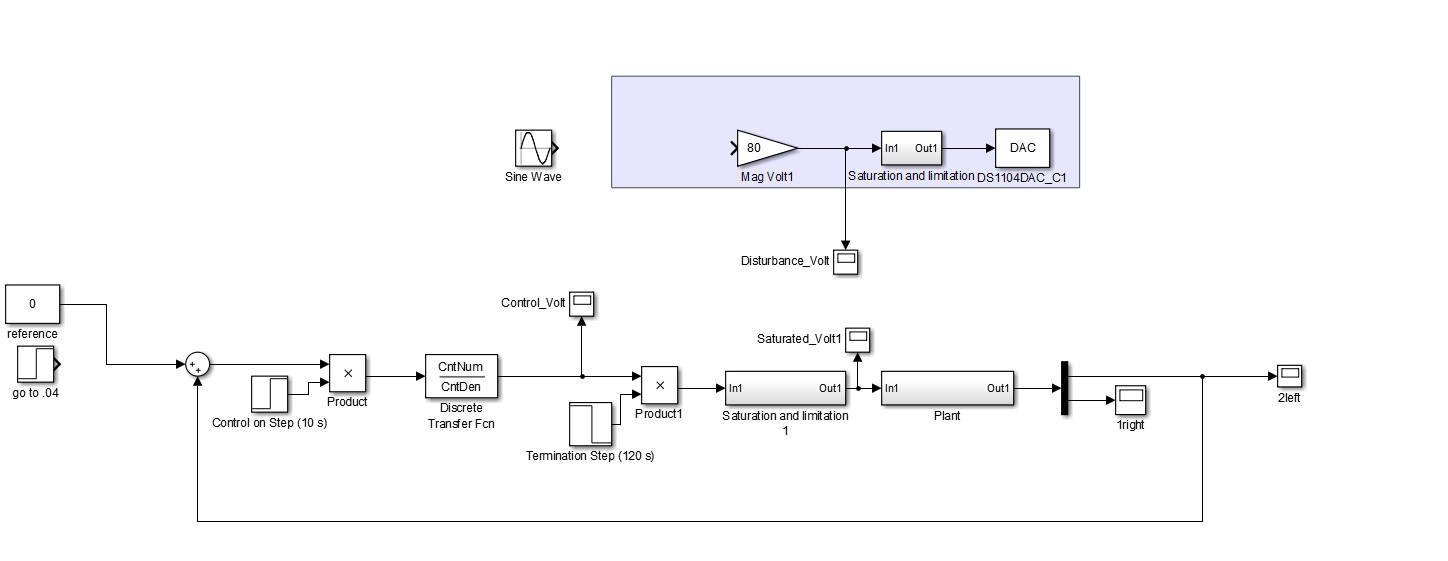 80
In1
Out1
DAC
Sine Wave
Mag Volt1
Saturation and limitation
DS1104DAC_C1
Disturbance_Volt
0
reference
Control_Volt
Saturated_Volt1
go to .04
+
+
×
Product
Control on Step (10 s)
CntNum
CntDen
Discrete
Transfer Fcn
×
Product1
Termination Step (120 s)
In1
Out1
Saturation and limitation
1
In1
Out1
Plant
2left
1right